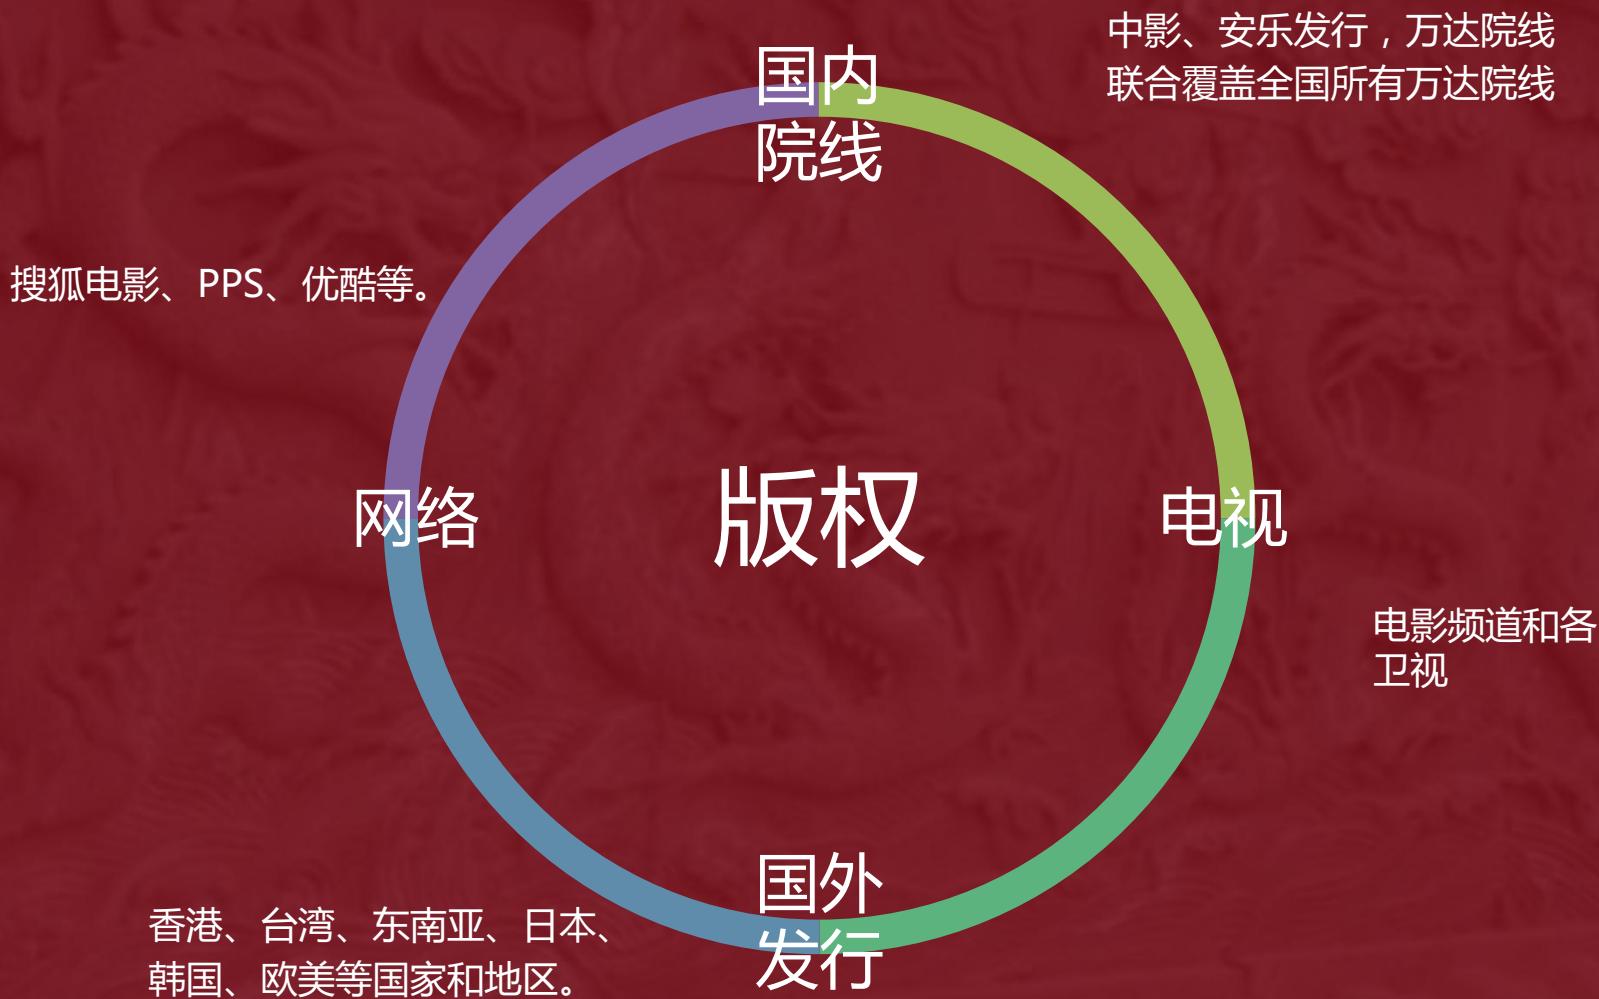 中影、安乐发行，万达院线
联合覆盖全国所有万达院线
国内
院线
搜狐电影、PPS、优酷等。
网络
版权
电视
电影频道和各
卫视
国外
发行
香港、台湾、东南亚、日本、
韩国、欧美等国家和地区。